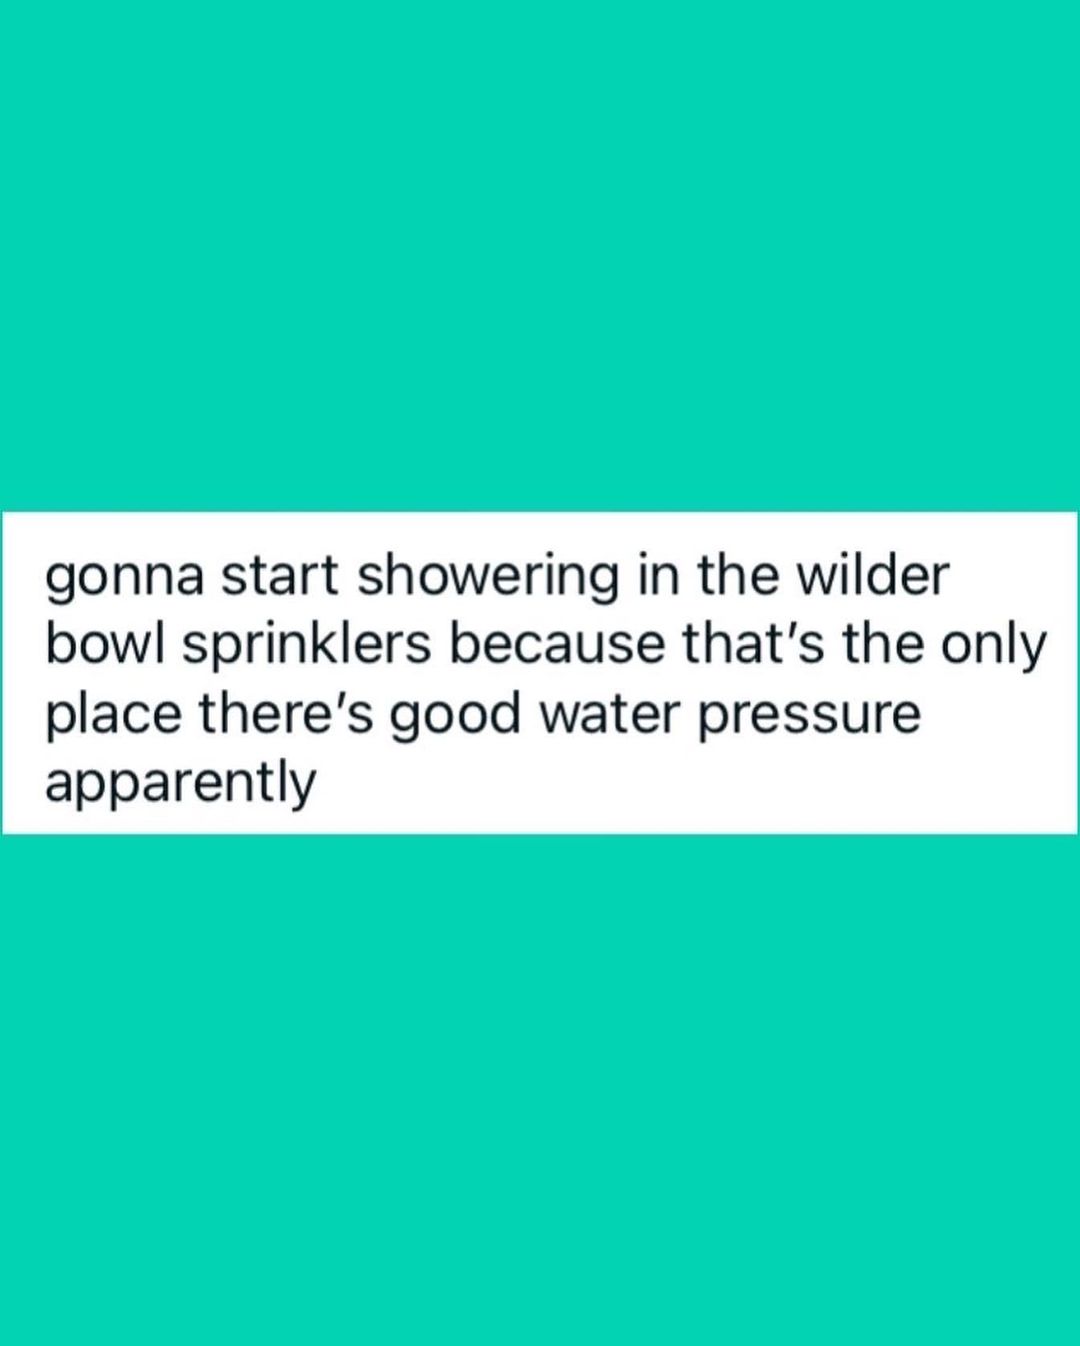 gonna start showering in the wilder
bowl sprinklers because that’s the only
place there’s good water pressure
apparently